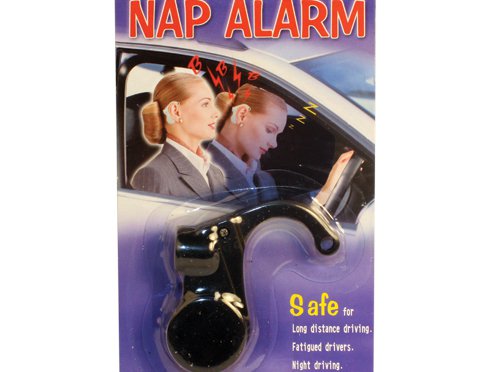 NAP ALARM
B
B
B
z
z
z
Safe for
Long distance driving.
Fatigued drivers.
Night driving.